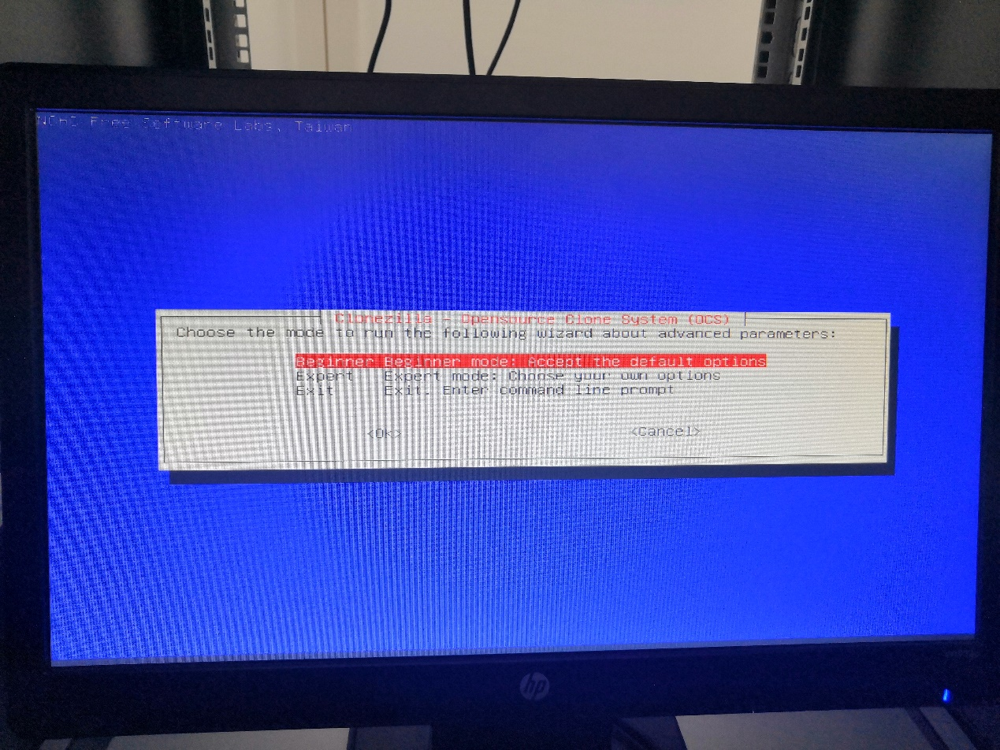 NCHC Free Software Labs, Taiwan
Clonezilla - Opensource Clone System (OCS)
Choose the mode to run the following wizard about advanced parameters:
Beginner Beginner mode: Accept the default options
Expert Expert mode: Choose your own options
Exit Exit. Enter command line prompt
<Ok> <Cancel>
hp